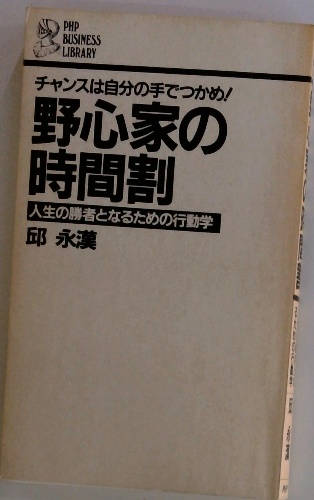 PHP
BUSINESS
LIBRARY
チャンスは自分の手でつかめ!
野心家の
時間割
人生の勝者となるための行動学
邱 永漢